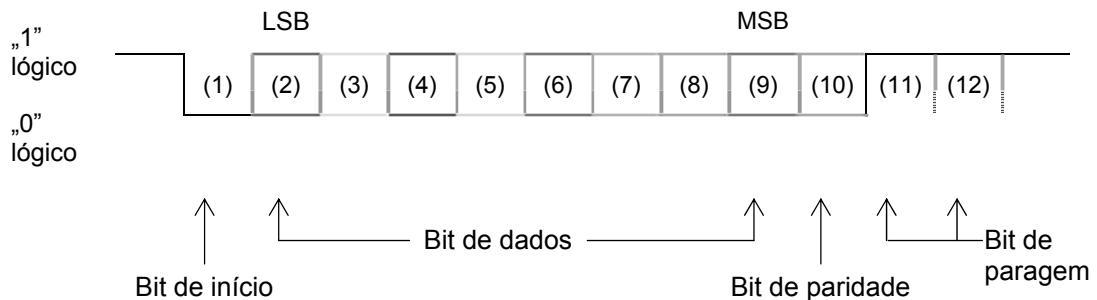 LSB MSB
„1”
lógico
(1) (2) (3) (4) (5) (6) (7) (8) (9) (10) (11) (12)
„0”
lógico
Bit de dados
Bit de
paragem
Bit de início
Bit de paridade